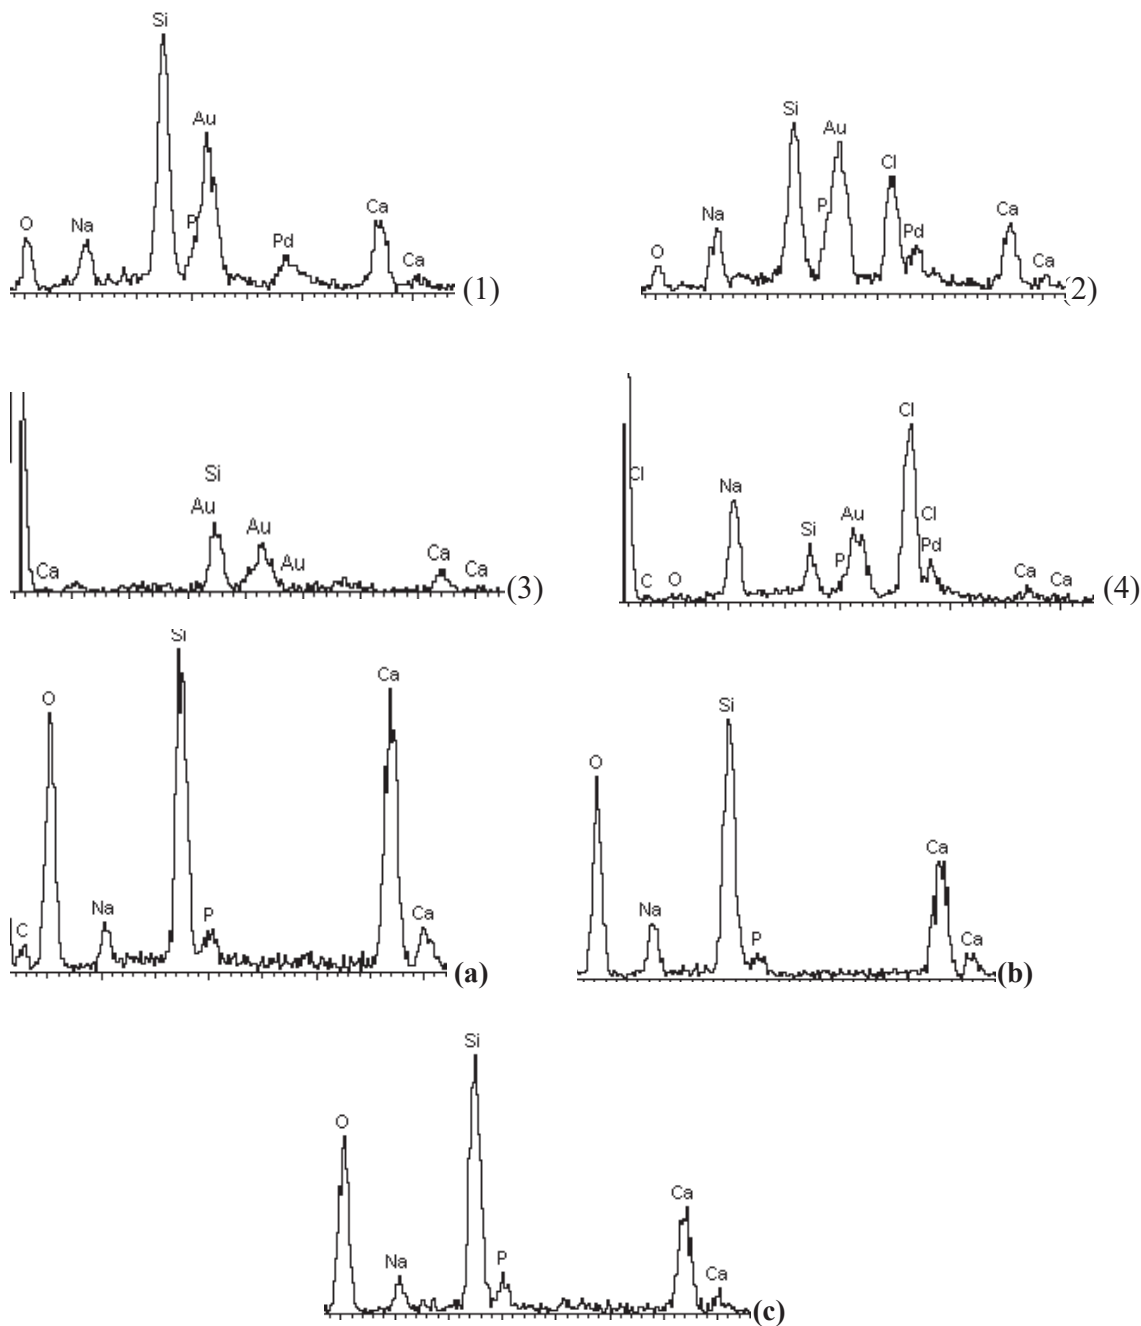 Si
Au
O Na P Pd Ca Ca (1)
Si Au Cl
Na P Pd Ca
O Ca (2)
Si
Au Au
Ca Au Ca Ca (3)
Cl
Cl Na Si Au Cl
C O P Pd Ca Ca (4)
Si
O Ca
C Na P Ca (a)
Si
O
Na P Ca Ca (b)
Si
O
Na P Ca Ca (c)